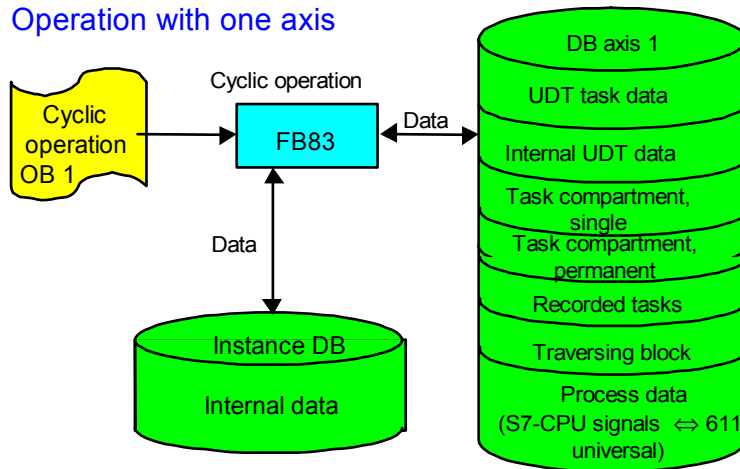 Operation with one axis
Cyclic
operation
OB 1
Cyclic operation
FB83
Data
Data
Instance DB
Internal data
DB axis 1
UDT task data
Internal UDT data
Task compartment,
single
Task compartment,
permanent
Recorded tasks
Traversing block
Process data
(S7-CPU signals ⇔ 611
universal)